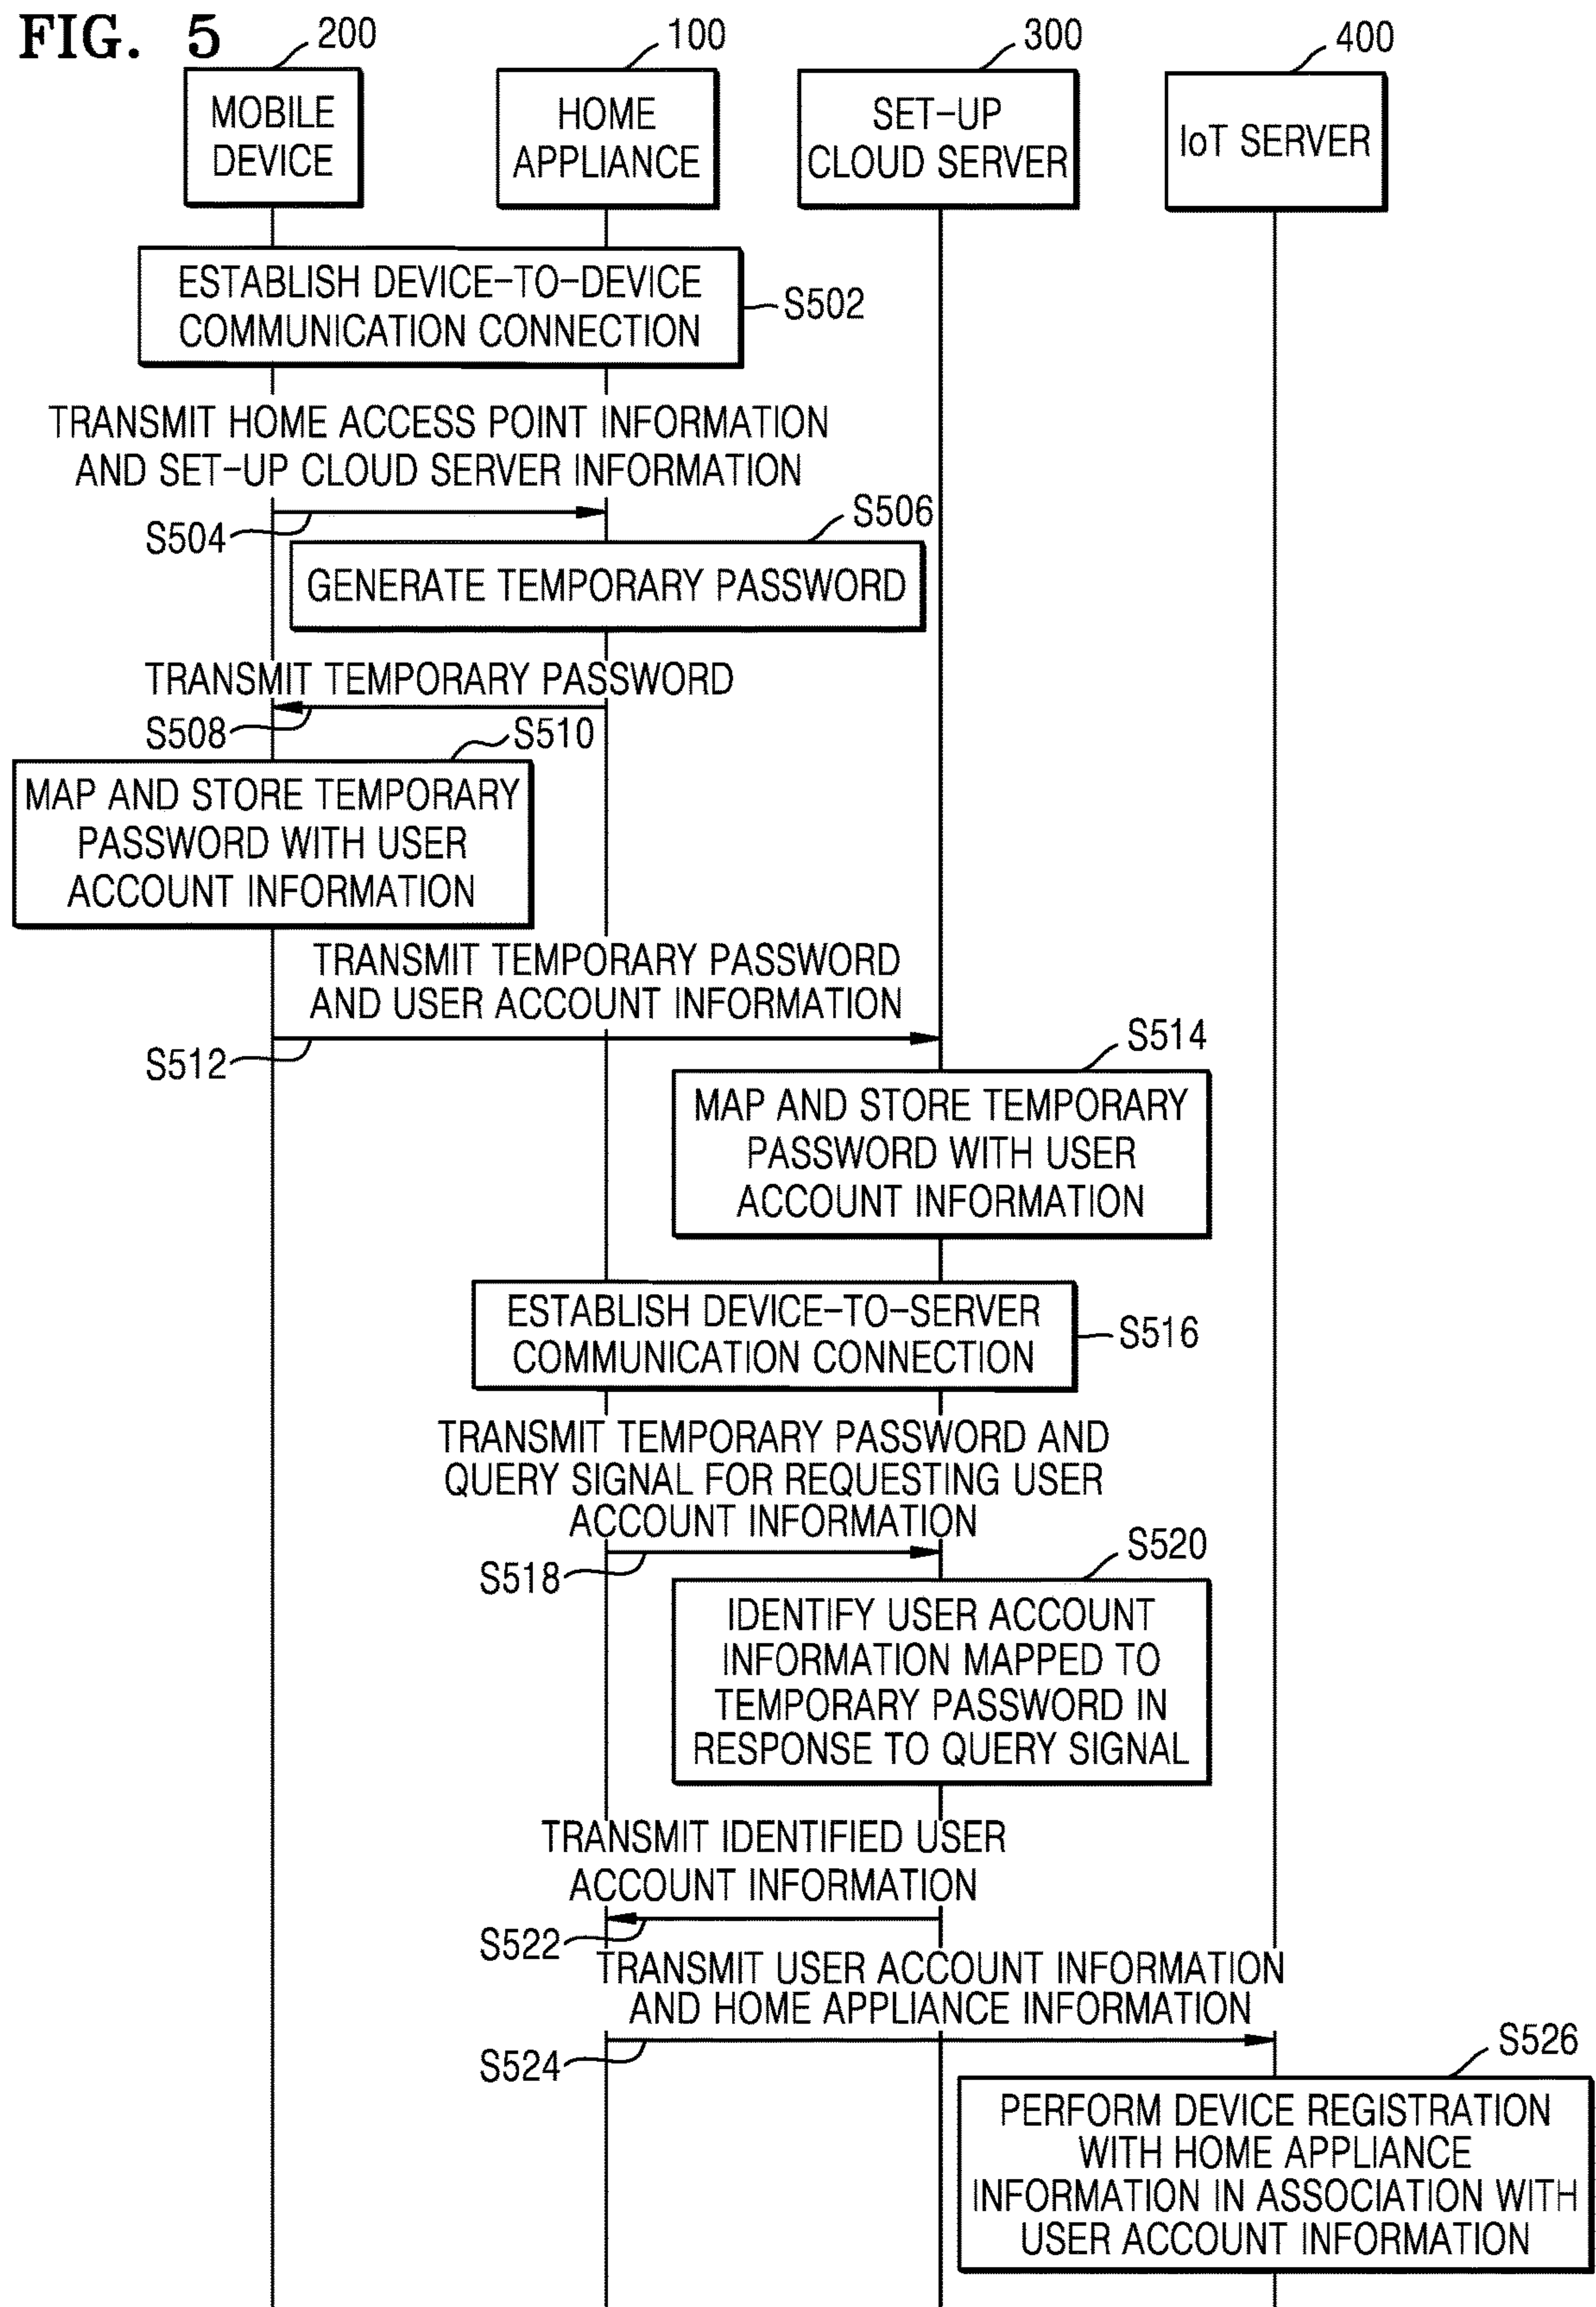 FIG. 5
200
100
300
400
MOBILE
DEVICE
HOME
APPLIANCE
SET-UP
CLOUD SERVER
IoT SERVER
ESTABLISH DEVICE-TO-DEVICE
COMMUNICATION CONNECTION
S502
TRANSMIT HOME ACCESS POINT INFORMATION
AND SET-UP CLOUD SERVER INFORMATION
S504
S506
GENERATE TEMPORARY PASSWORD
TRANSMIT TEMPORARY PASSWORD
S508
S510
MAP AND STORE TEMPORARY
PASSWORD WITH USER
ACCOUNT INFORMATION
TRANSMIT TEMPORARY PASSWORD
AND USER ACCOUNT INFORMATION
S512
S514
MAP AND STORE TEMPORARY
PASSWORD WITH USER
ACCOUNT INFORMATION
ESTABLISH DEVICE-TO-SERVER
COMMUNICATION CONNECTION
S516
TRANSMIT TEMPORARY PASSWORD AND
QUERY SIGNAL FOR REQUESTING USER
ACCOUNT INFORMATION
S518
S520
IDENTIFY USER ACCOUNT
INFORMATION MAPPED TO
TEMPORARY PASSWORD IN
RESPONSE TO QUERY SIGNAL
TRANSMIT IDENTIFIED USER
ACCOUNT INFORMATION
S522
TRANSMIT USER ACCOUNT INFORMATION
AND HOME APPLIANCE INFORMATION
S524
S526
PERFORM DEVICE REGISTRATION
WITH HOME APPLIANCE
INFORMATION IN ASSOCIATION WITH
USER ACCOUNT INFORMATION